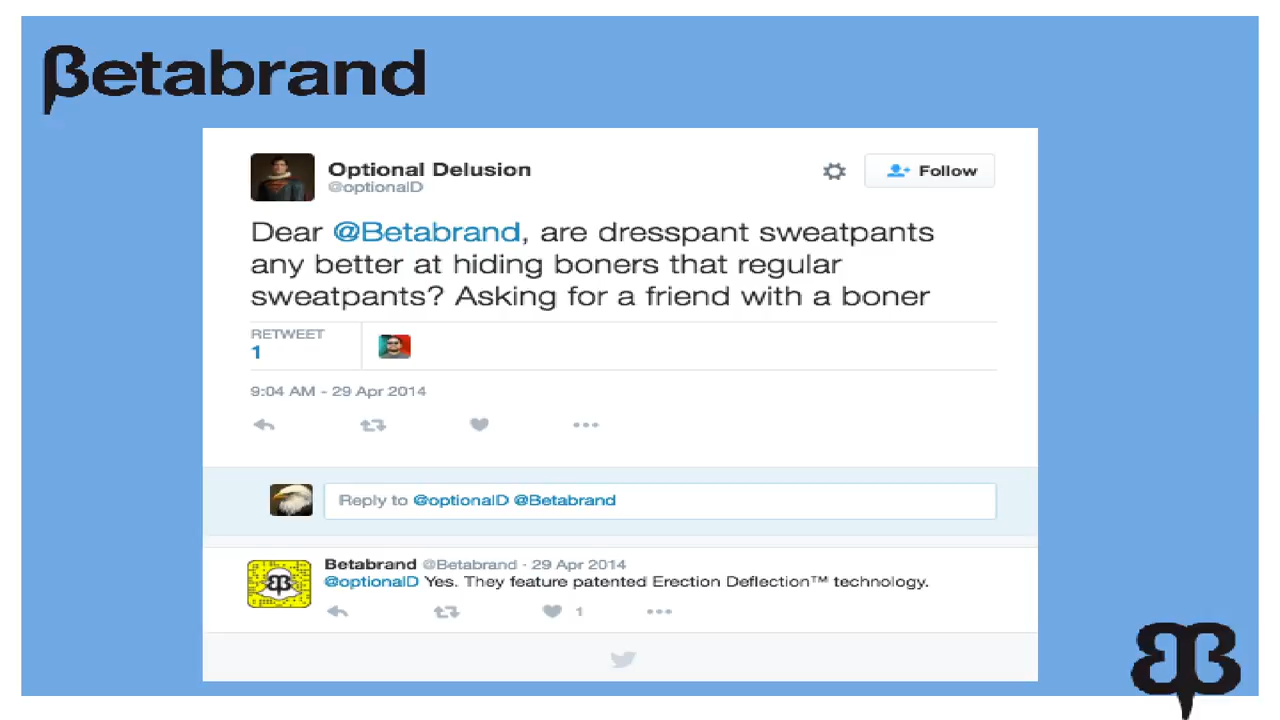 βetabrand
Optional Delusion
@optionalD
Follow
Dear @Betabrand, are dresspant sweatpants
any better at hiding boners that regular
sweatpants? Asking for a friend with a boner
RETWEET
1
9:04 AM - 29 Apr 2014
Reply to @optionalD @Betabrand
Betabrand @Betabrand · 29 Apr 2014
@optionalD Yes. They feature patented Erection Deflection™ technology.
1